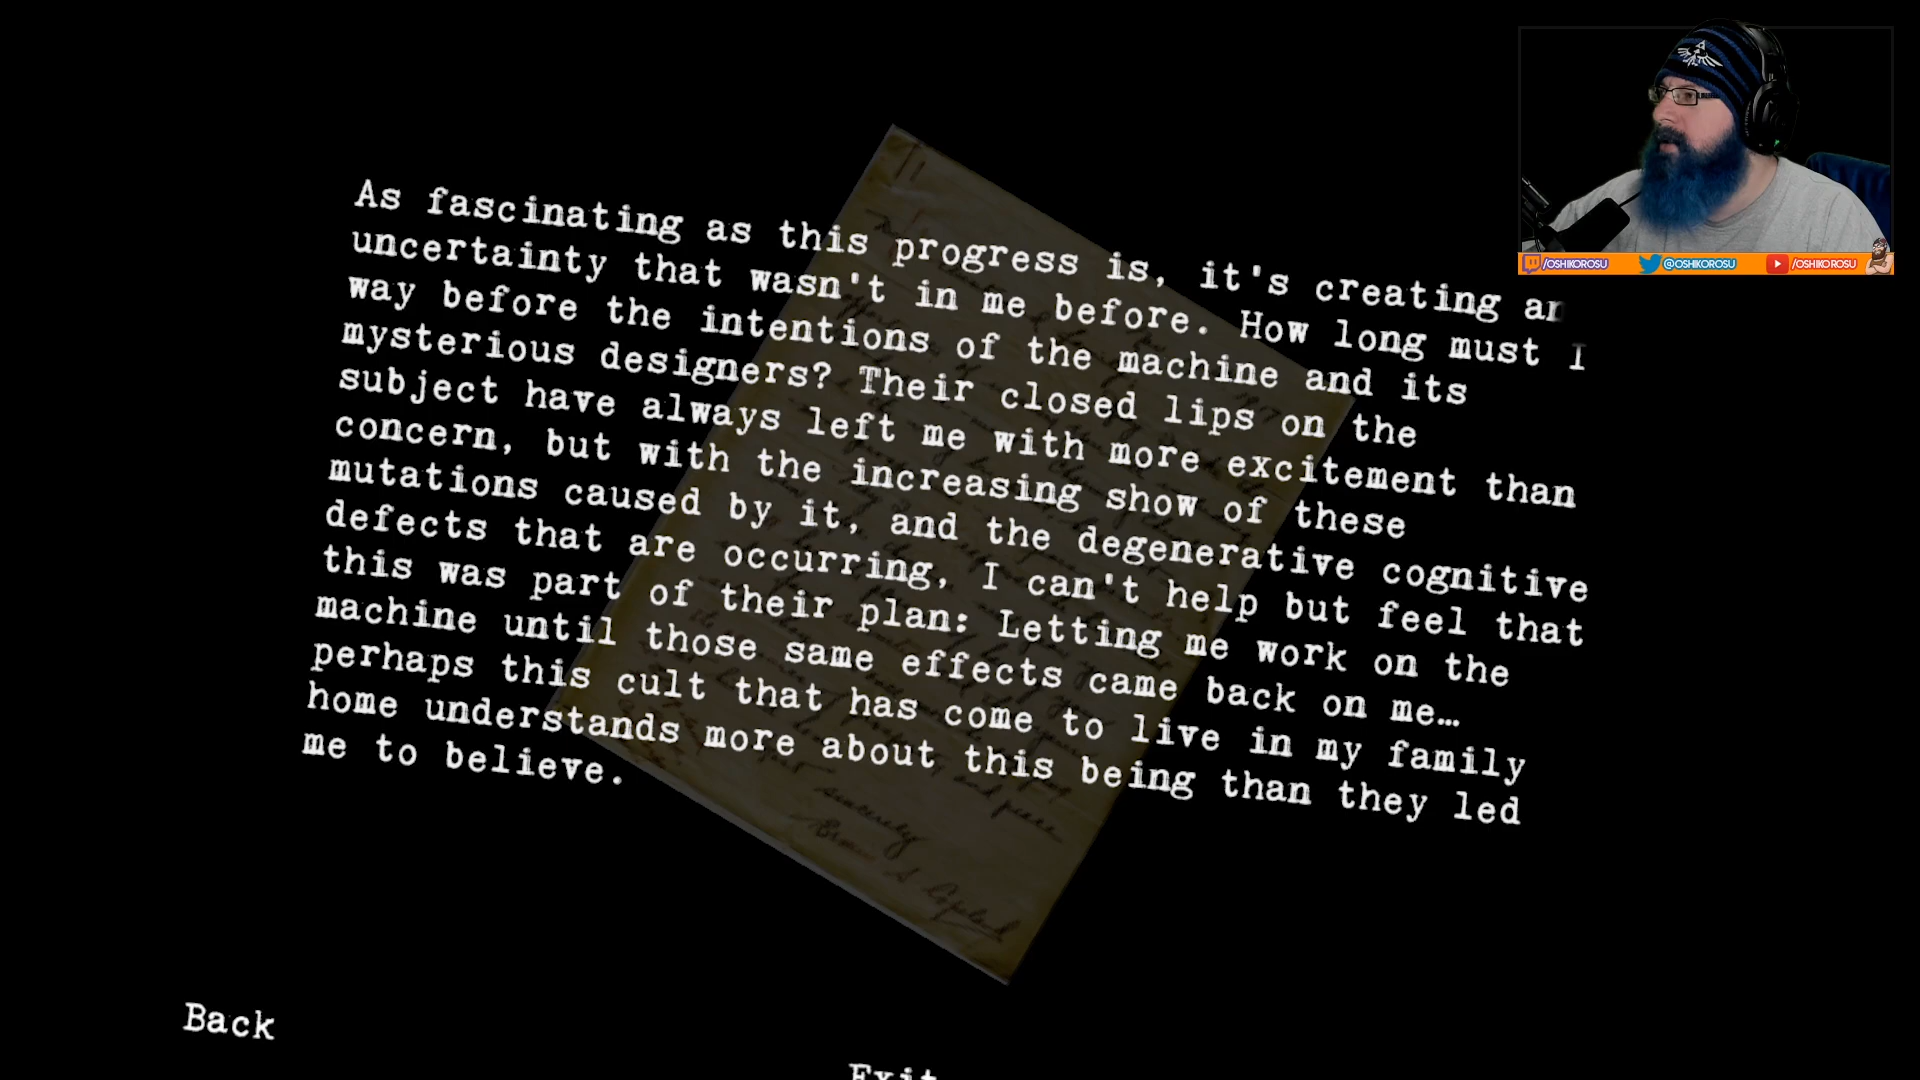 /OSHIKOROSU @OSHIKOROSU /OSHIKOROSU
As fascinating as this progress is, it's creating an
uncertainty that wasn't in me before. How long must I
way before the intentions of the machine and its
mysterious designers? Their closed lips on the
subject have always left me with more excitement than
concern, but with the increasing show of these
mutations caused by it, and the degenerative cognitive
defects that are occurring, I can't help but feel that
this was part of their plan: Letting me work on the
machine until those same effects came back on me…
perhaps this cult that has come to live in my family
home understands more about this being than they led
me to believe.
sincerely
Copeland
Back
Exit